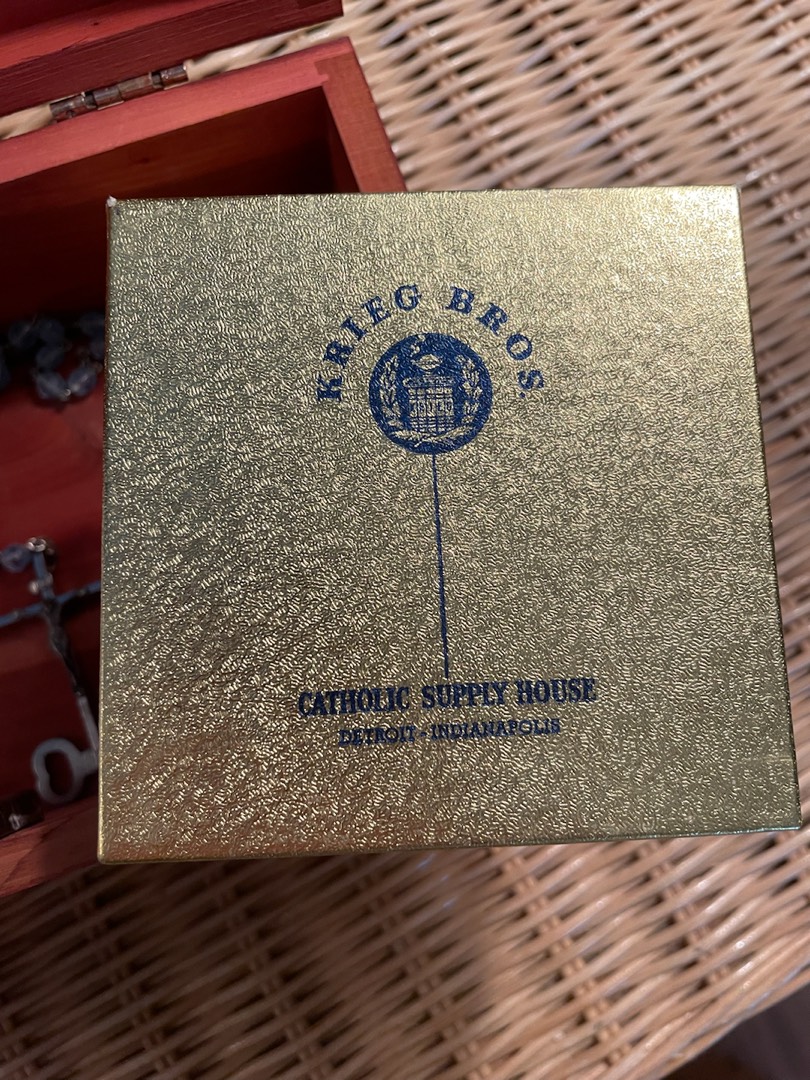 KRIEG BROS.
CATHOLIC SUPPLY HOUSE
DETROIT - INDIANAPOLIS